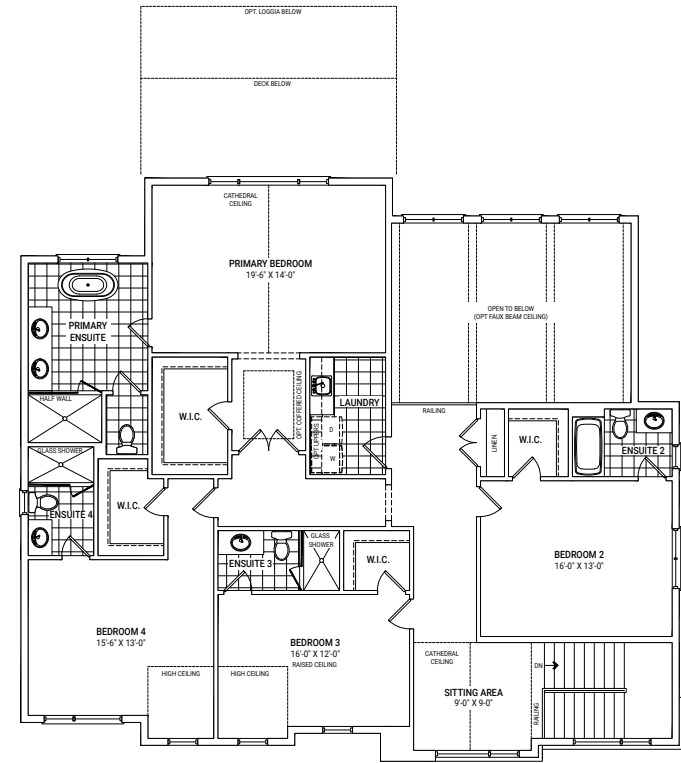 OPT. LOGGIA BELOW
DECK BELOW
CATHEDRAL
CEILING
PRIMARY BEDROOM
19'-6" X 14'-0"
OPEN TO BELOW
(OPT FAUX BEAM CEILING)
PRIMARY
ENSUITE
W.I.C.
OPT. COFFERED CEILING
LAUNDRY
OPT UPPERS
D
W
HALF WALL
RAILING
LINEN
W.I.C.
ENSUITE 2
GLASS SHOWER
W.I.C.
ENSUITE 4
ENSUITE 3
GLASS
SHOWER
W.I.C.
BEDROOM 2
16'-0" X 13'-0"
BEDROOM 4
15'-6" X 13'-0"
HIGH CEILING
HIGH CEILING
BEDROOM 3
16'-0" X 12'-0"
RAISED CEILING
CATHEDRAL
CEILING
SITTING AREA
9'-0" X 9-0"
DN
RAILING